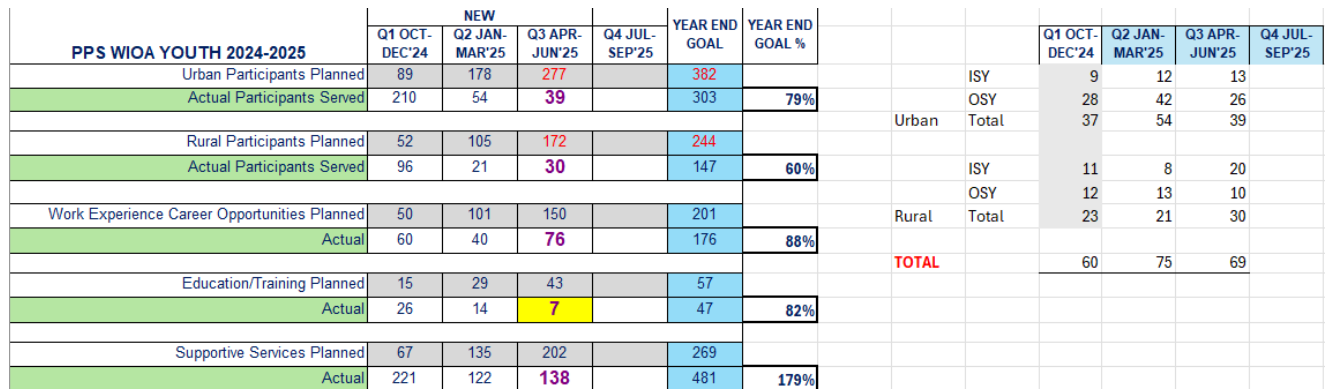 NEW
PPS WIOA YOUTH 2024-2025 Q1 OCT-DEC'24 Q2 JAN-MAR'25 Q3 APR-JUN'25 Q4 JUL-SEP'25 YEAR END GOAL YEAR END GOAL %
Urban Participants Planned 89 178 277 382
Actual Participants Served 210 54 39 303 79%
Rural Participants Planned 52 105 172 244
Actual Participants Served 96 21 30 147 60%
Work Experience Career Opportunities Planned 50 101 150 201
Actual 60 40 76 176 88%
Education/Training Planned 15 29 43 57
Actual 26 14 7 47 82%
Supportive Services Planned 67 135 202 269
Actual 221 122 138 481 179%
Q1 OCT-DEC'24 Q2 JAN-MAR'25 Q3 APR-JUN'25 Q4 JUL-SEP'25
ISY 9 12 13
OSY 28 42 26
Urban Total 37 54 39
ISY 11 8 20
OSY 12 13 10
Rural Total 23 21 30
TOTAL 60 75 69